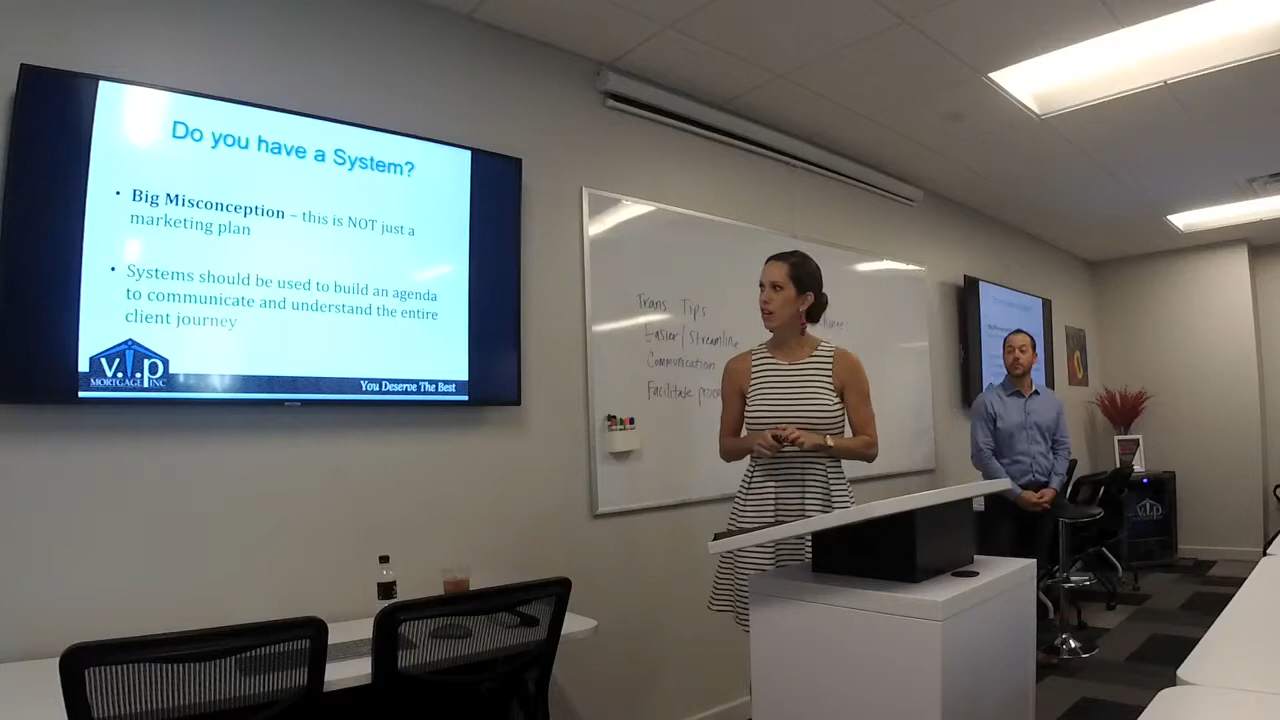 Do you have a System?
• Big Misconception – this is NOT just a
marketing plan
• Systems should be used to build an agenda
to communicate and understand the entire
client journey
v.i.p
MORTGAGE INC
You Deserve The Best
Trans Tips
Easier/Streamline
Communication
Facilitate
v.i.p